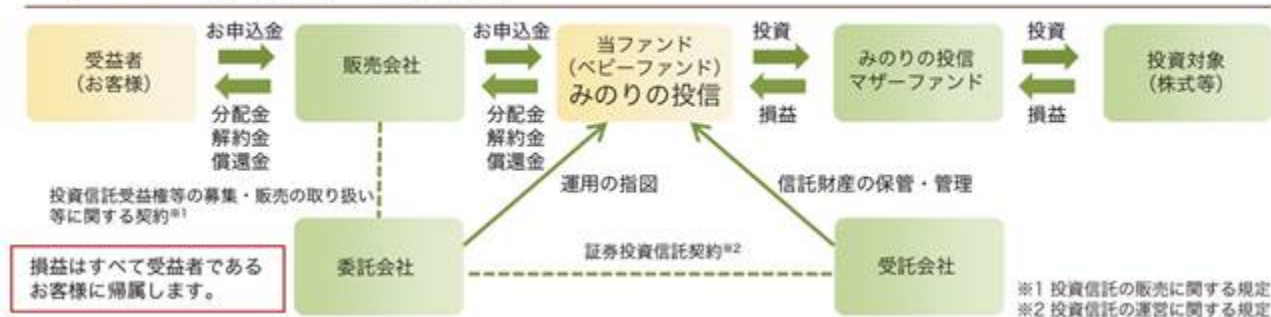 受益者
(お客様)
お申込金
分配金
解約金
償還金
販売会社
お申込金
分配金
解約金
償還金
当ファンド
(ベビーファンド)
みのりの投信
投資
損益
みのりの投信
マザーファンド
投資
損益
投資対象
(株式等)
投資信託受益権等の募集・販売の取り扱い
等に関する契約※1
運用の指図
信託財産の保管・管理
損益はすべて受益者である
お客様に帰属します。
委託会社
証券投資信託契約※2
受託会社
※1 投資信託の販売に関する規定
※2 投資信託の運営に関する規定